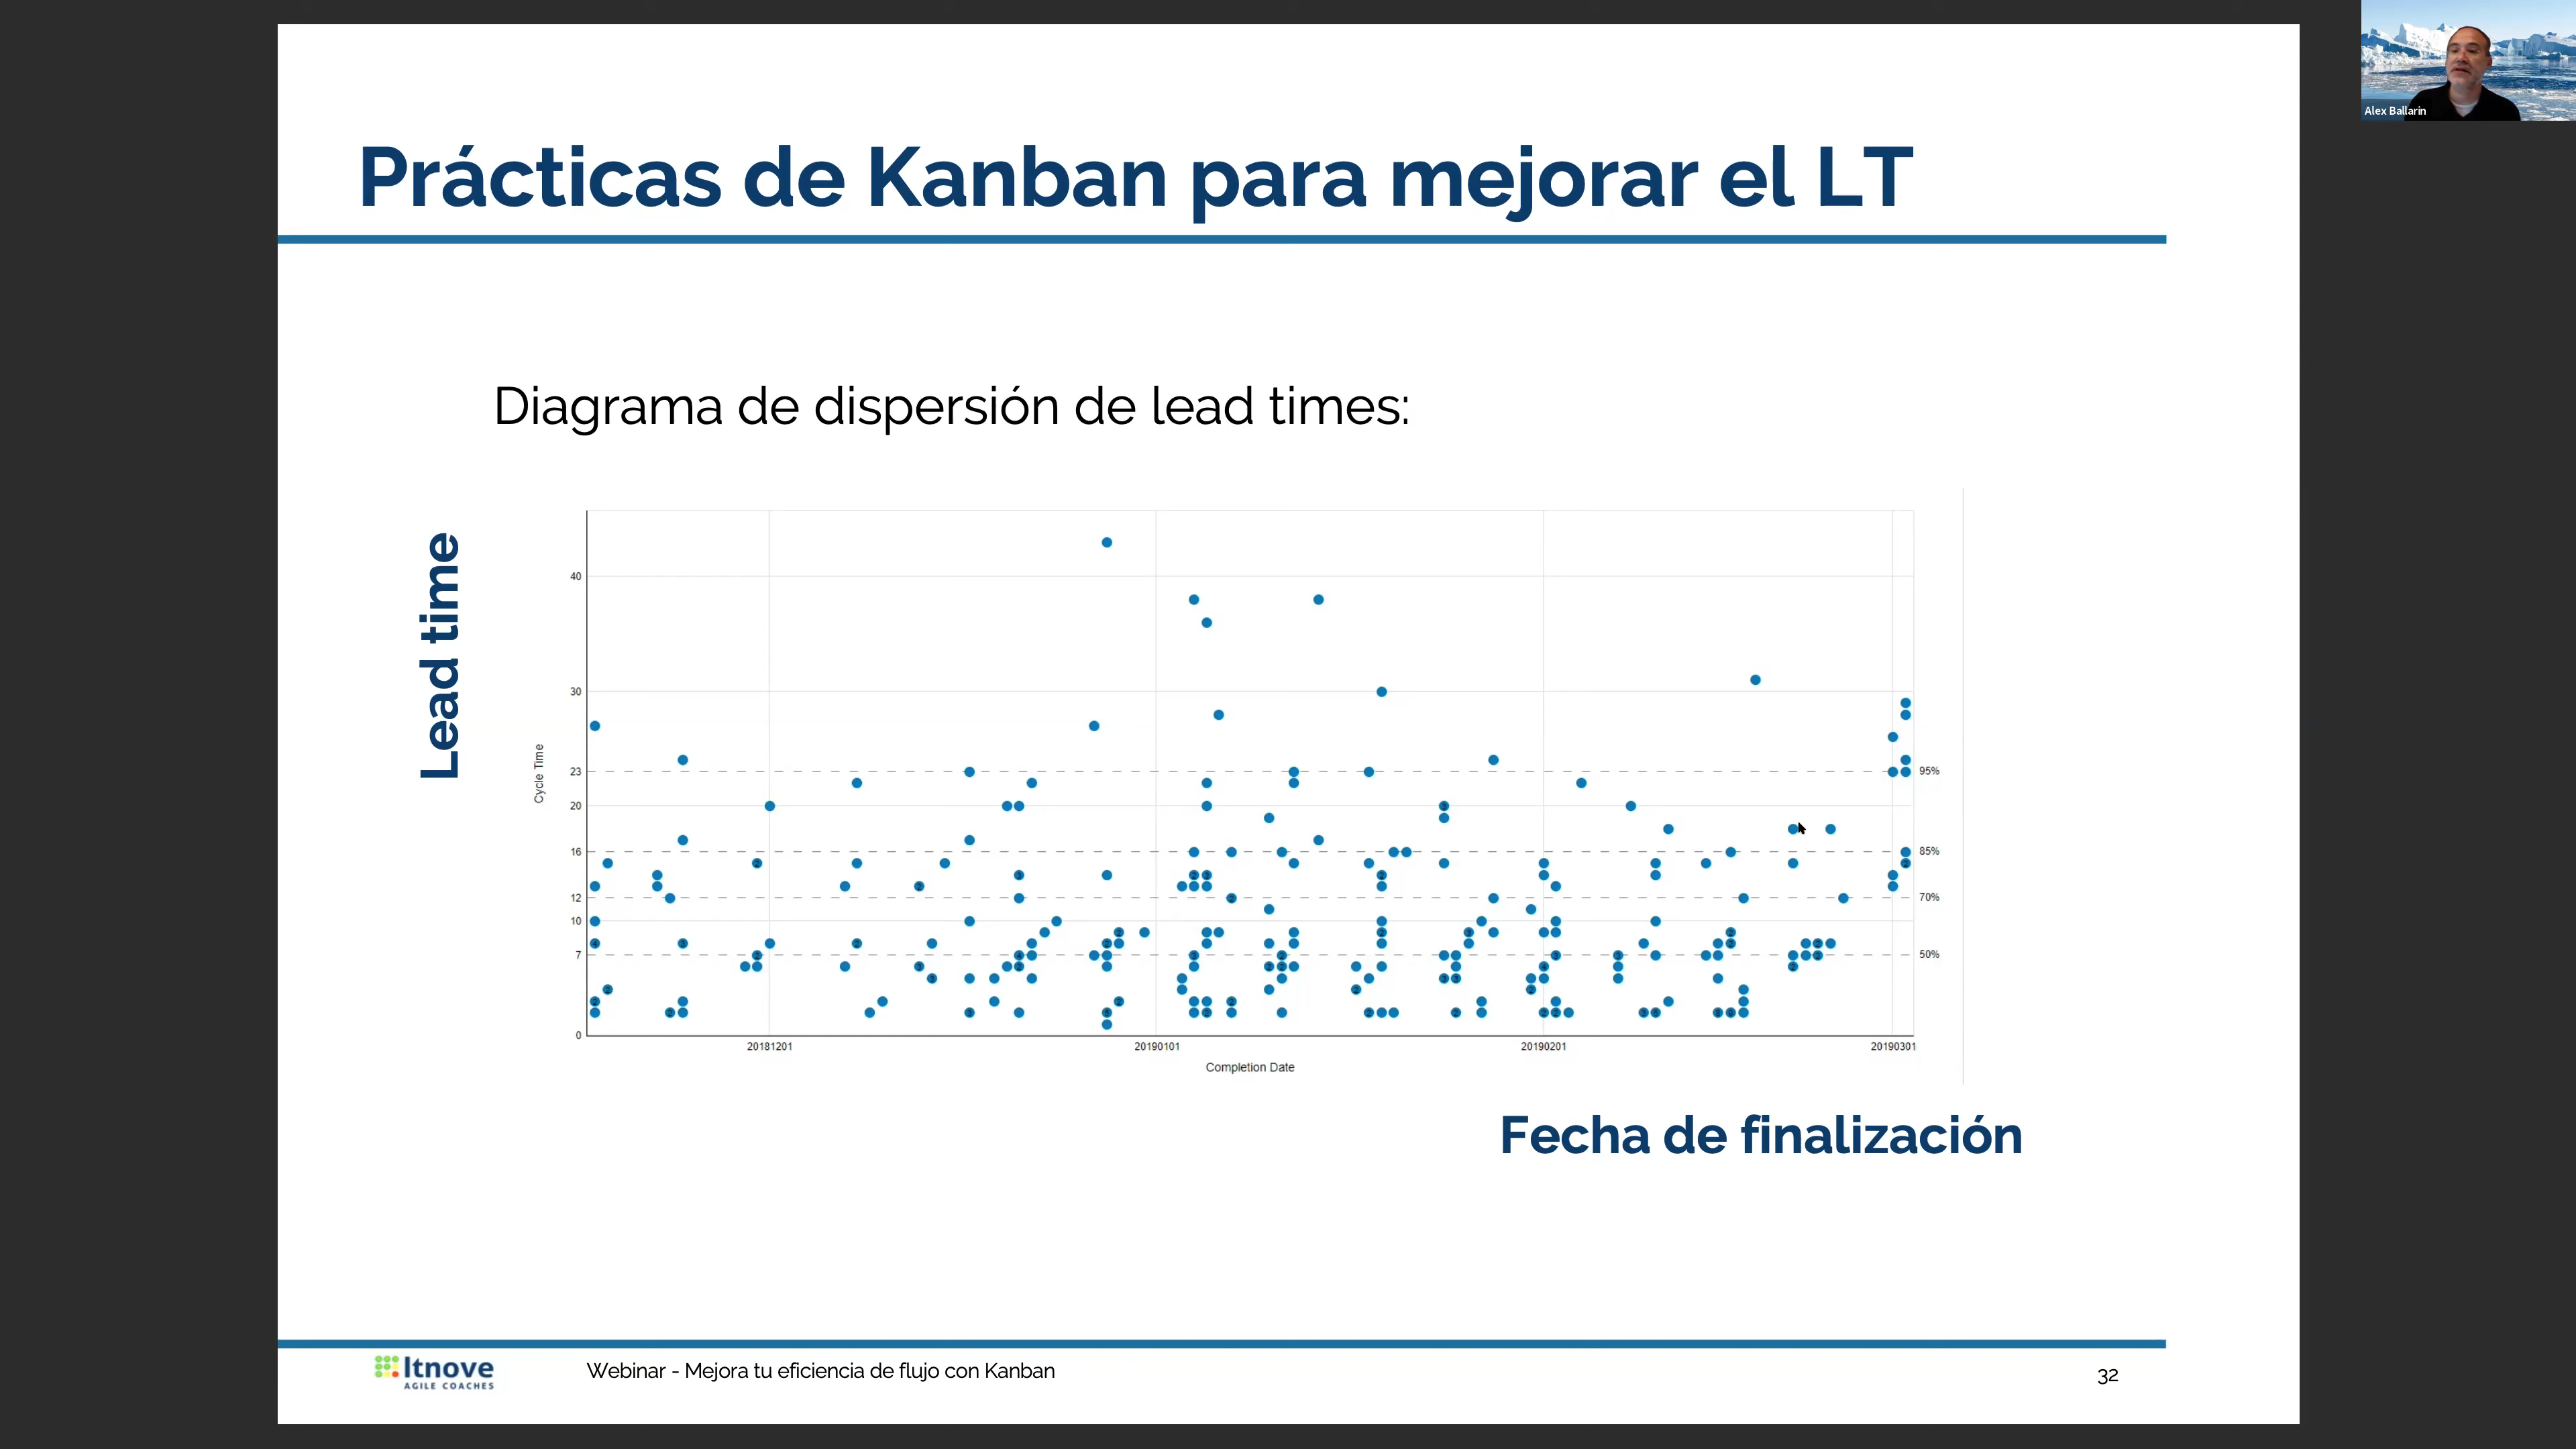 Alex Ballarin
Prácticas de Kanban para mejorar el LT
Diagrama de dispersión de lead times:
Lead time
Cycle Time
40
30
23
20
16
12
10
7
0
95%
85%
70%
50%
20181201
20190101
20190201
20190301
Completion Date
Fecha de finalización
Itnove
AGILE COACHES
Webinar - Mejora tu eficiencia de flujo con Kanban
32